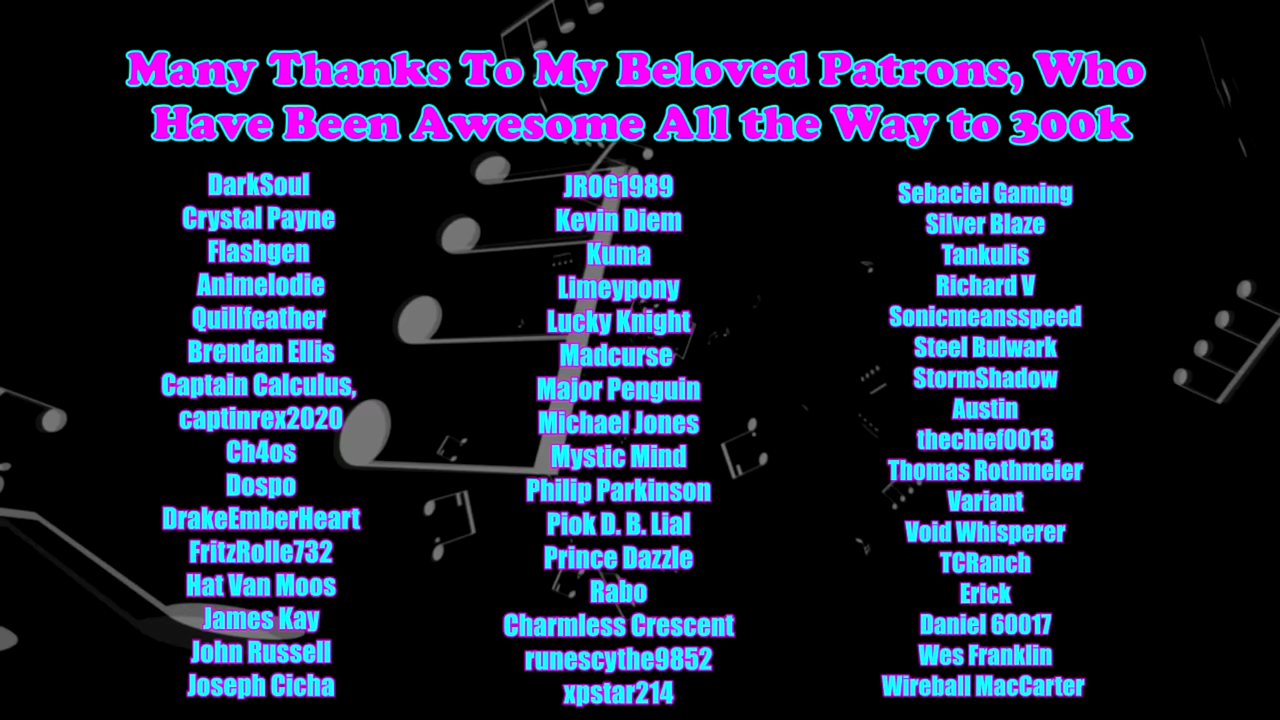 Many Thanks To My Beloved Patrons, Who
Have Been Awesome All the Way to 300k
DarkSoul
Crystal Payne
Flashgen
Animelodie
Quillfeather
Brendan Ellis
Captain Calculus,
captinrex2020
Ch4os
Dospo
DrakeEmberHeart
FritzRolle732
Hat Van Moos
James Kay
John Russell
Joseph Cicha
JROG1989
Kevin Diem
Kuma
Limeypony
Lucky Knight
Madcurse
Major Penguin
Michael Jones
Mystic Mind
Philip Parkinson
Piok D. B. Lial
Prince Dazzle
Rabo
Charmless Crescent
runescythe9852
xpstar214
Sebaciel Gaming
Silver Blaze
Tankulis
Richard V
Sonicmeansspeed
Steel Bulwark
StormShadow
Austin
thechief0013
Thomas Rothmeier
Variant
Void Whisperer
TCRanch
Erick
Daniel 60017
Wes Franklin
Wireball MacCarter